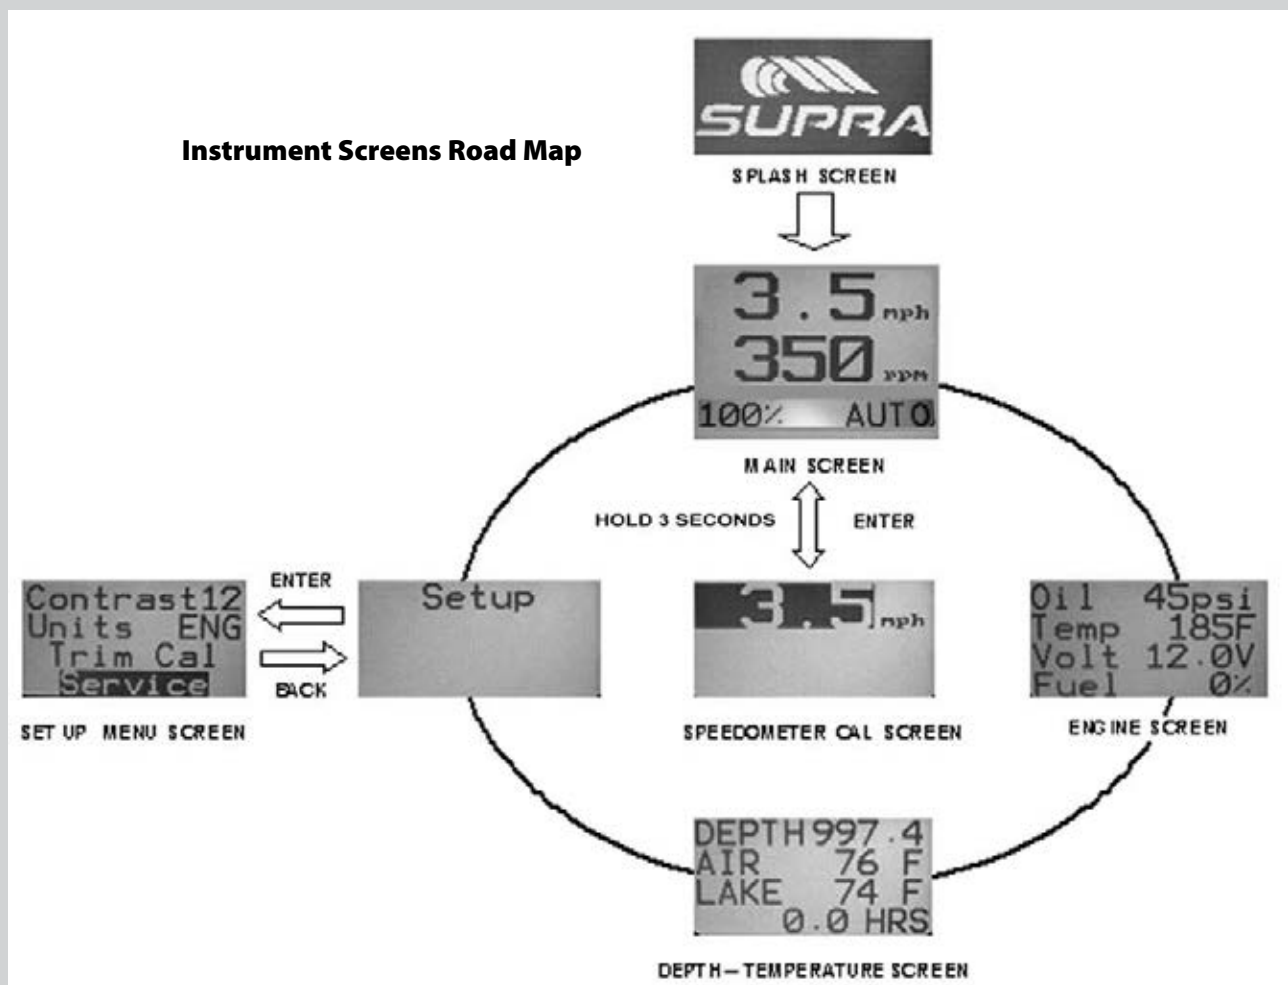 SUPRA
Instrument Screens Road Map
SPLASH SCREEN
3.5 mph
350 rpm
100% AUTO
MAIN SCREEN
HOLD 3 SECONDS ENTER
Contrast12
Units ENG
Trim Cal
Service
SET UP MENU SCREEN
ENTER
BACK
Setup
3.5 mph
SPEEDOMETER CAL SCREEN
Oil 45psi
Temp 185F
Volt 12.0V
Fuel 0%
ENGINE SCREEN
DEPTH 997.4
AIR 76 F
LAKE 74 F
0.0 HRS
DEPTH – TEMPERATURE SCREEN